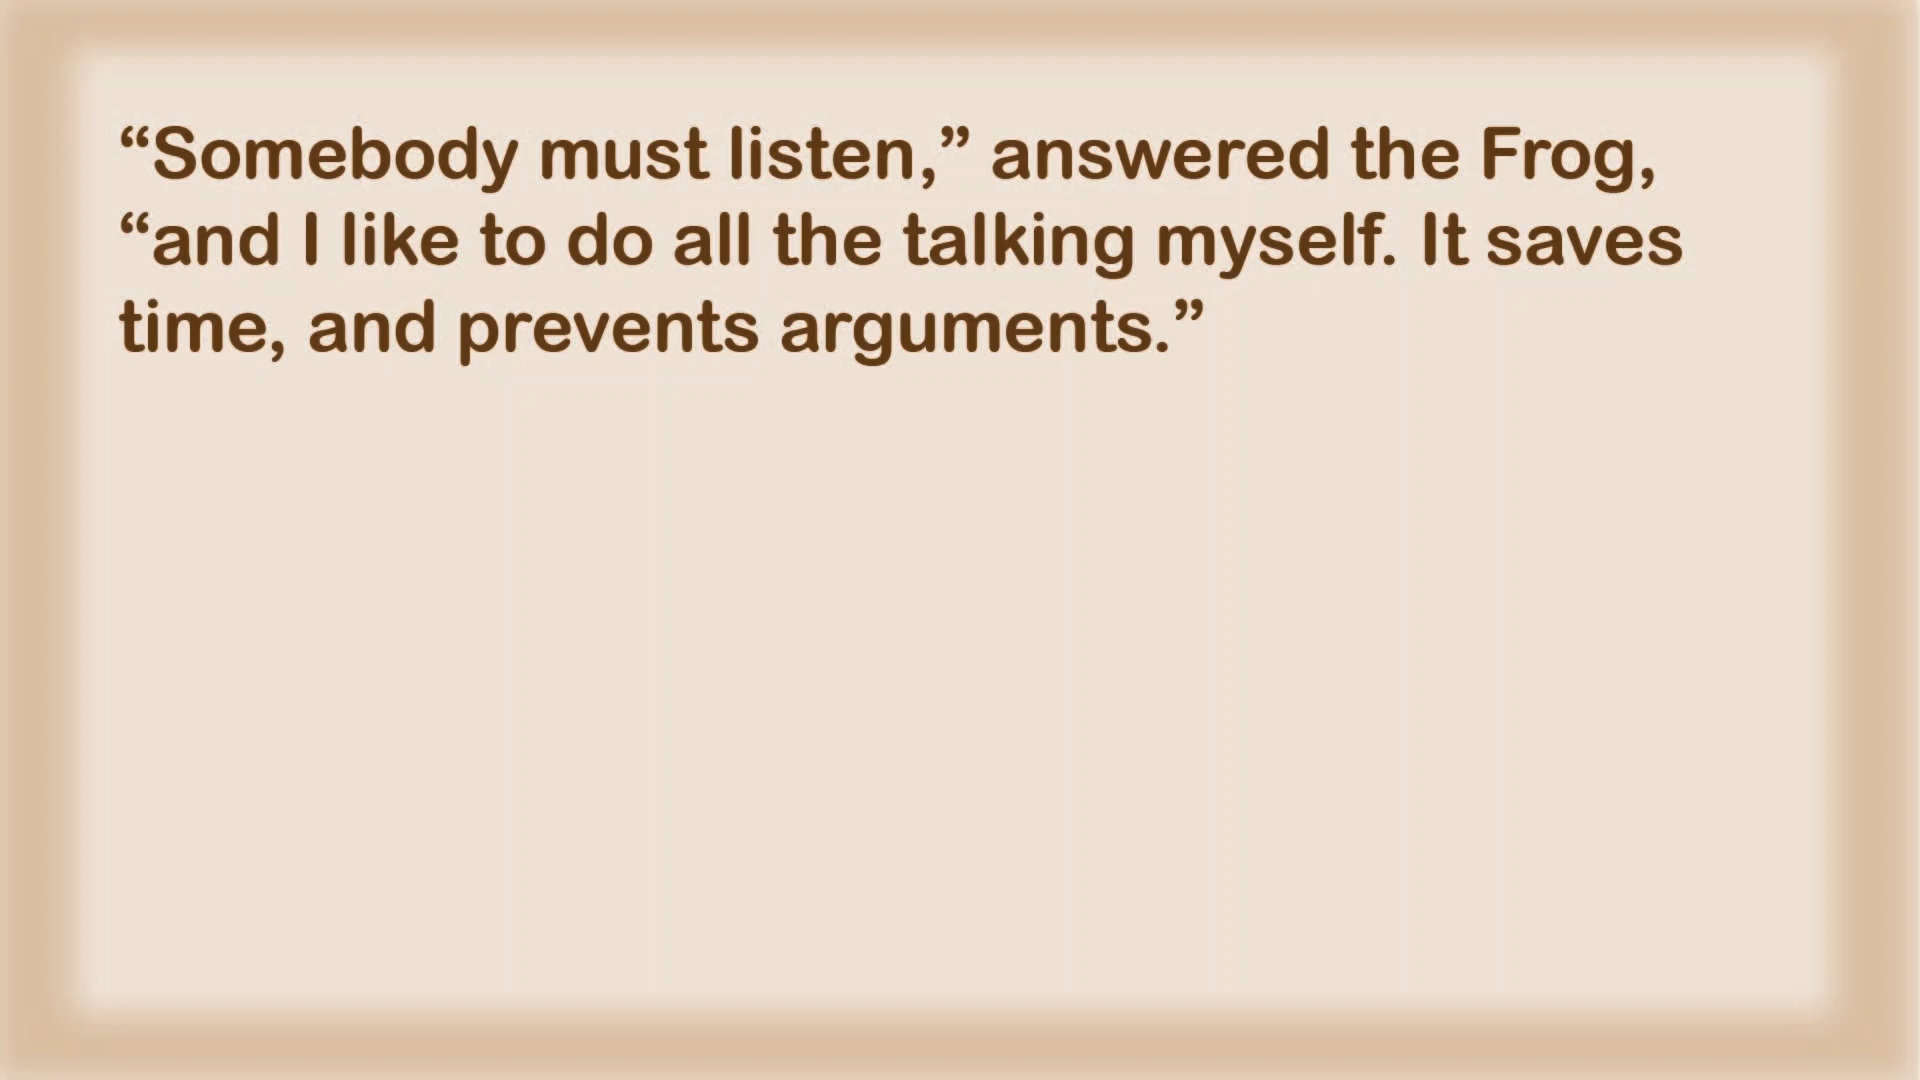 “Somebody must listen,” answered the Frog,
“and I like to do all the talking myself. It saves
time, and prevents arguments.”